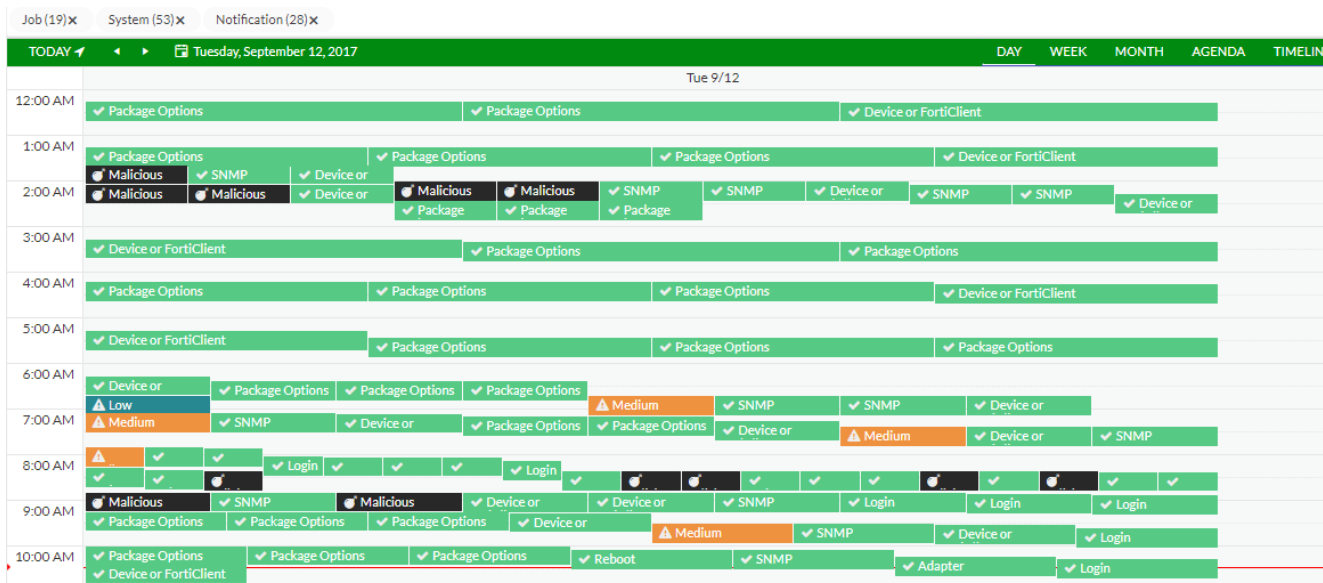 Job (19)x System (53)x Notification (28)x
TODAY Tuesday, September 12, 2017 DAY WEEK MONTH AGENDA TIMELIN
Tue 9/12
12:00 AM
Package Options Package Options Device or FortiClient
1:00 AM
Package Options Package Options Package Options Device or FortiClient
Malicious SNMP Device or
2:00 AM
Malicious Malicious Device or Malicious Malicious SNMP SNMP Device or SNMP SNMP Device or
Package Package Package
3:00 AM
Device or FortiClient Package Options Package Options
4:00 AM
Package Options Package Options Package Options Device or FortiClient
5:00 AM
Device or FortiClient Package Options Package Options Package Options
6:00 AM
Device or Package Options Package Options Package Options
Low Medium SNMP SNMP Device or
7:00 AM
Medium SNMP Device or Package Options Package Options Device or Medium Device or SNMP
8:00 AM
Login Login
Malicious SNMP Malicious Device or Device or SNMP Login Login Login
9:00 AM
Package Options Package Options Package Options Device or Medium SNMP Device or Login
10:00 AM
Package Options Package Options Package Options Reboot SNMP Adapter Login
Device or FortiClient